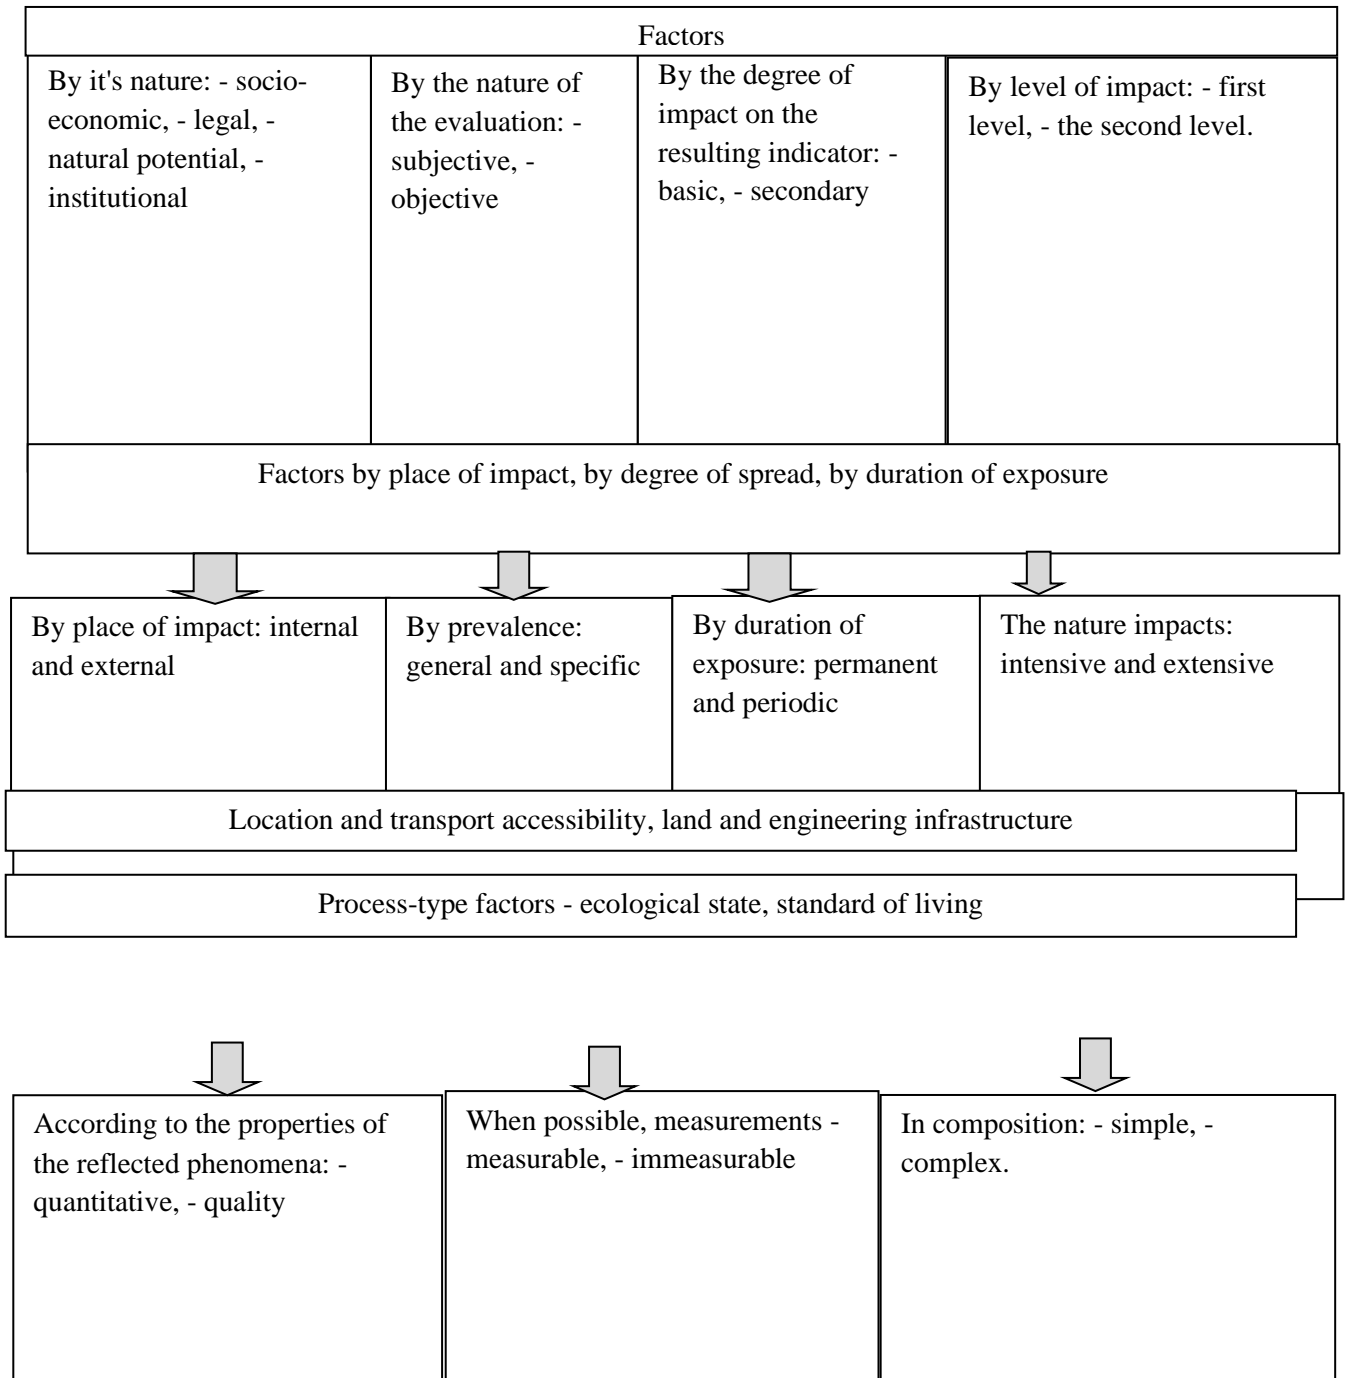 Factors
By it's nature: - socio-
economic, - legal, -
natural potential, -
institutional
By the nature of
the evaluation: -
subjective, -
objective
By the degree of
impact on the
resulting indicator: -
basic, - secondary
By level of impact: - first
level, - the second level.
Factors by place of impact, by degree of spread, by duration of exposure
By place of impact: internal
and external
By prevalence:
general and specific
By duration of
exposure: permanent
and periodic
The nature impacts:
intensive and extensive
Location and transport accessibility, land and engineering infrastructure
Process-type factors - ecological state, standard of living
According to the properties of
the reflected phenomena: -
quantitative, - quality
When possible, measurements -
measurable, - immeasurable
In composition: - simple, -
complex.